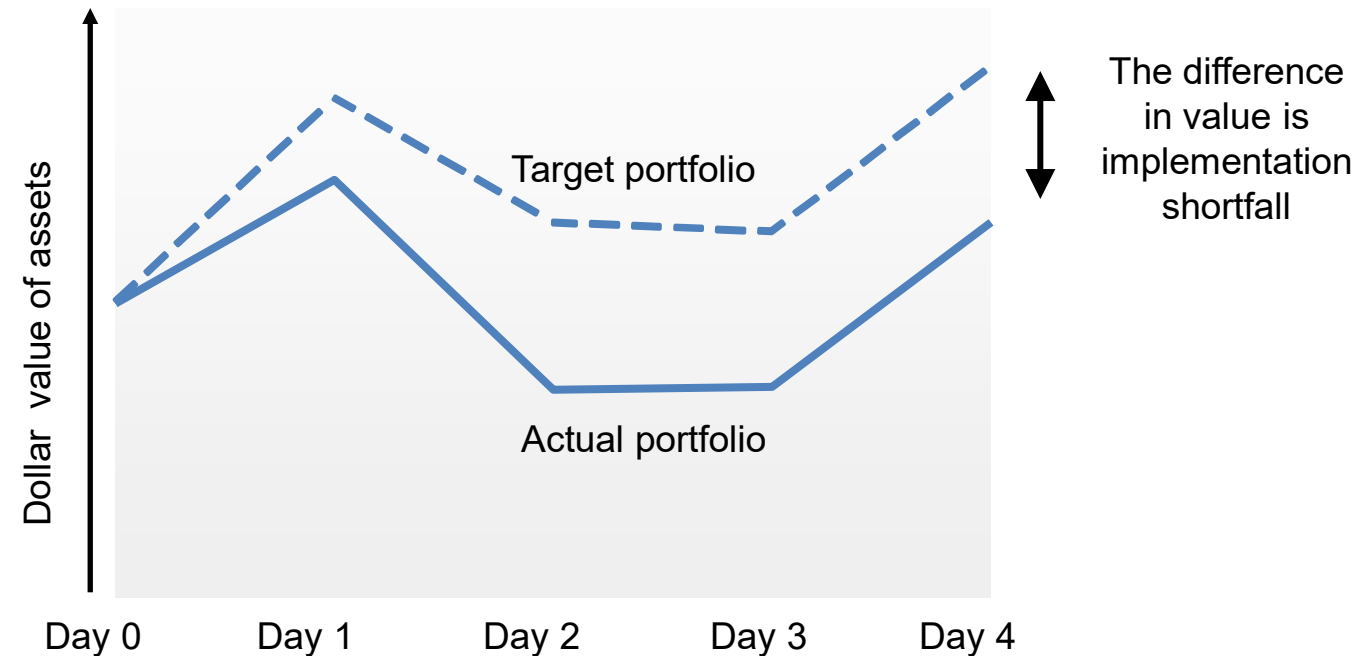 The difference
in value is
implementation
shortfall
Target portfolio
Actual portfolio
Dollar value of assets
Day 0
Day 1
Day 2
Day 3
Day 4